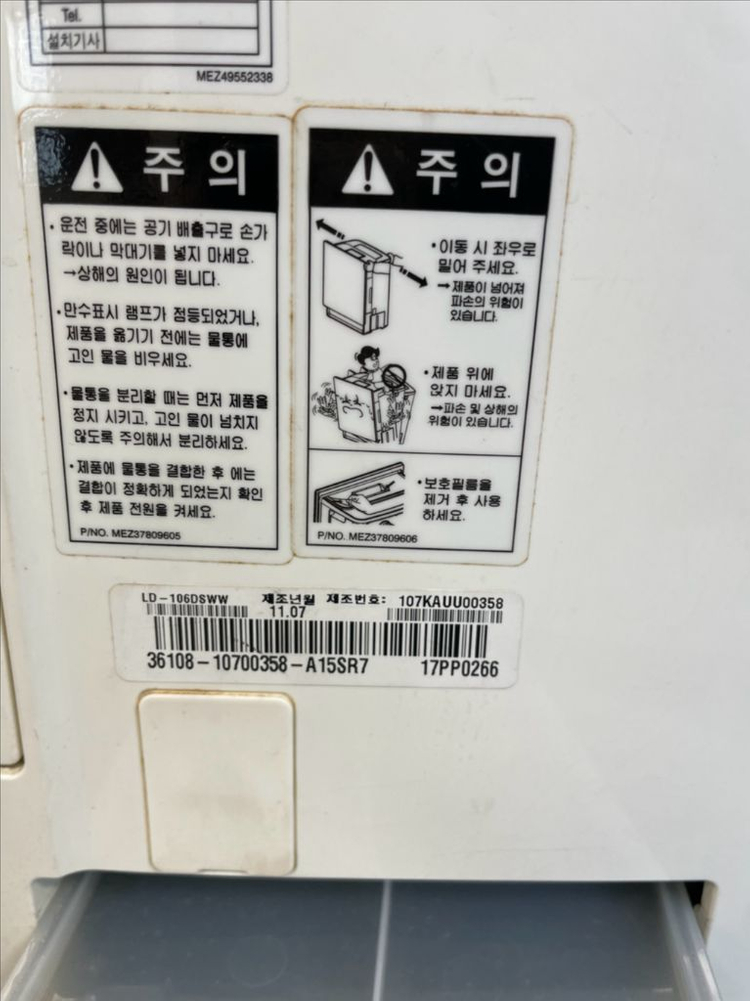 Tel.
설치기사
MEZ49552338
주 의
• 운전 중에는 공기 배출구로 손가
락이나 막대기를 넣지 마세요.
→상해의 원인이 됩니다.
• 만수표시 램프가 점등되었거나,
제품을 옮기기 전에는 물통에
고인 물을 비우세요.
• 물통을 분리할 때는 먼저 제품을
정지 시키고, 고인 물이 넘치지
않도록 주의해서 분리하세요.
• 제품에 물통을 결합한 후 에는
결합이 정확하게 되었는지 확인
후 제품 전원을 켜세요.
P/NO. MEZ37809605
주 의
• 이동 시 좌우로
밀어 주세요.
→ 제품이 넘어져
파손의 위험이
있습니다.
• 제품 위에
앉지 마세요.
→파손 및 상해의
위험이 있습니다.
• 보호필름을
제거 후 사용
하세요.
P/NO. MEZ37809606
LD-106DSWW 제조년월 제조번호: 107KAUU00358
11.07
36108-10700358-A15SR7 17PP0266